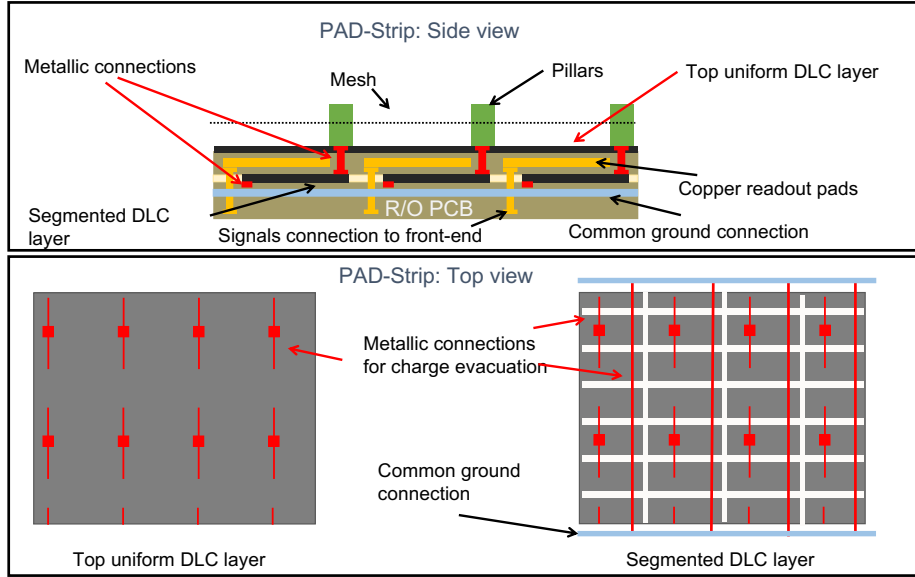 PAD-Strip: Side view
Metallic connections
Mesh
Pillars
Top uniform DLC layer
Copper readout pads
Segmented DLC
layer
R/O PCB
Signals connection to front-end
Common ground connection
PAD-Strip: Top view
Metallic connections
for charge evacuation
Common ground
connection
Top uniform DLC layer
Segmented DLC layer